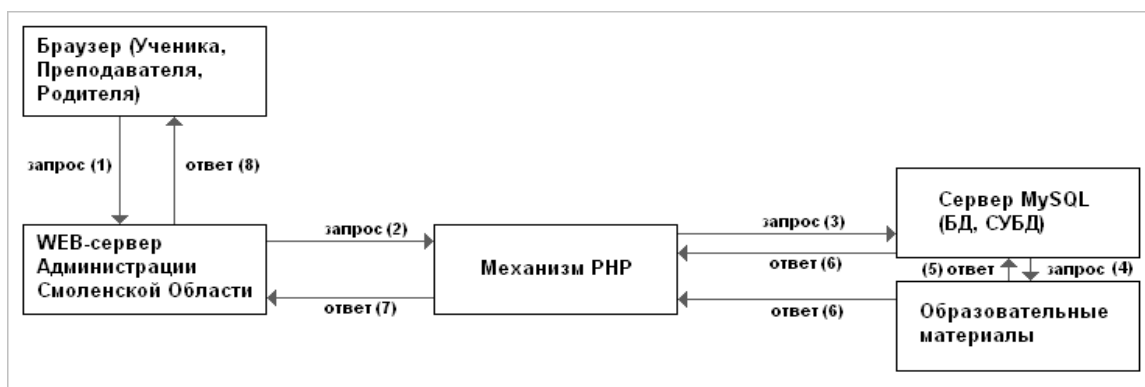 Браузер (Ученика,
Преподавателя,
Родителя)
запрос (1)
ответ (8)
WEB-сервер
Администрации
Смоленской Области
запрос (2)
ответ (7)
Механизм PHP
запрос (3)
ответ (6)
ответ (6)
Сервер MySQL
(БД, СУБД)
(5) ответ
запрос (4)
Образовательные
материалы